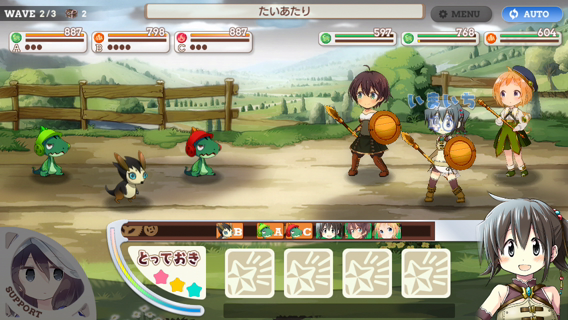 WAVE 2/3 2
たいあたり
MENU
AUTO
887 798 887
A B C
597 768 604
いまいち
B A C
とっておき
SUPPORT